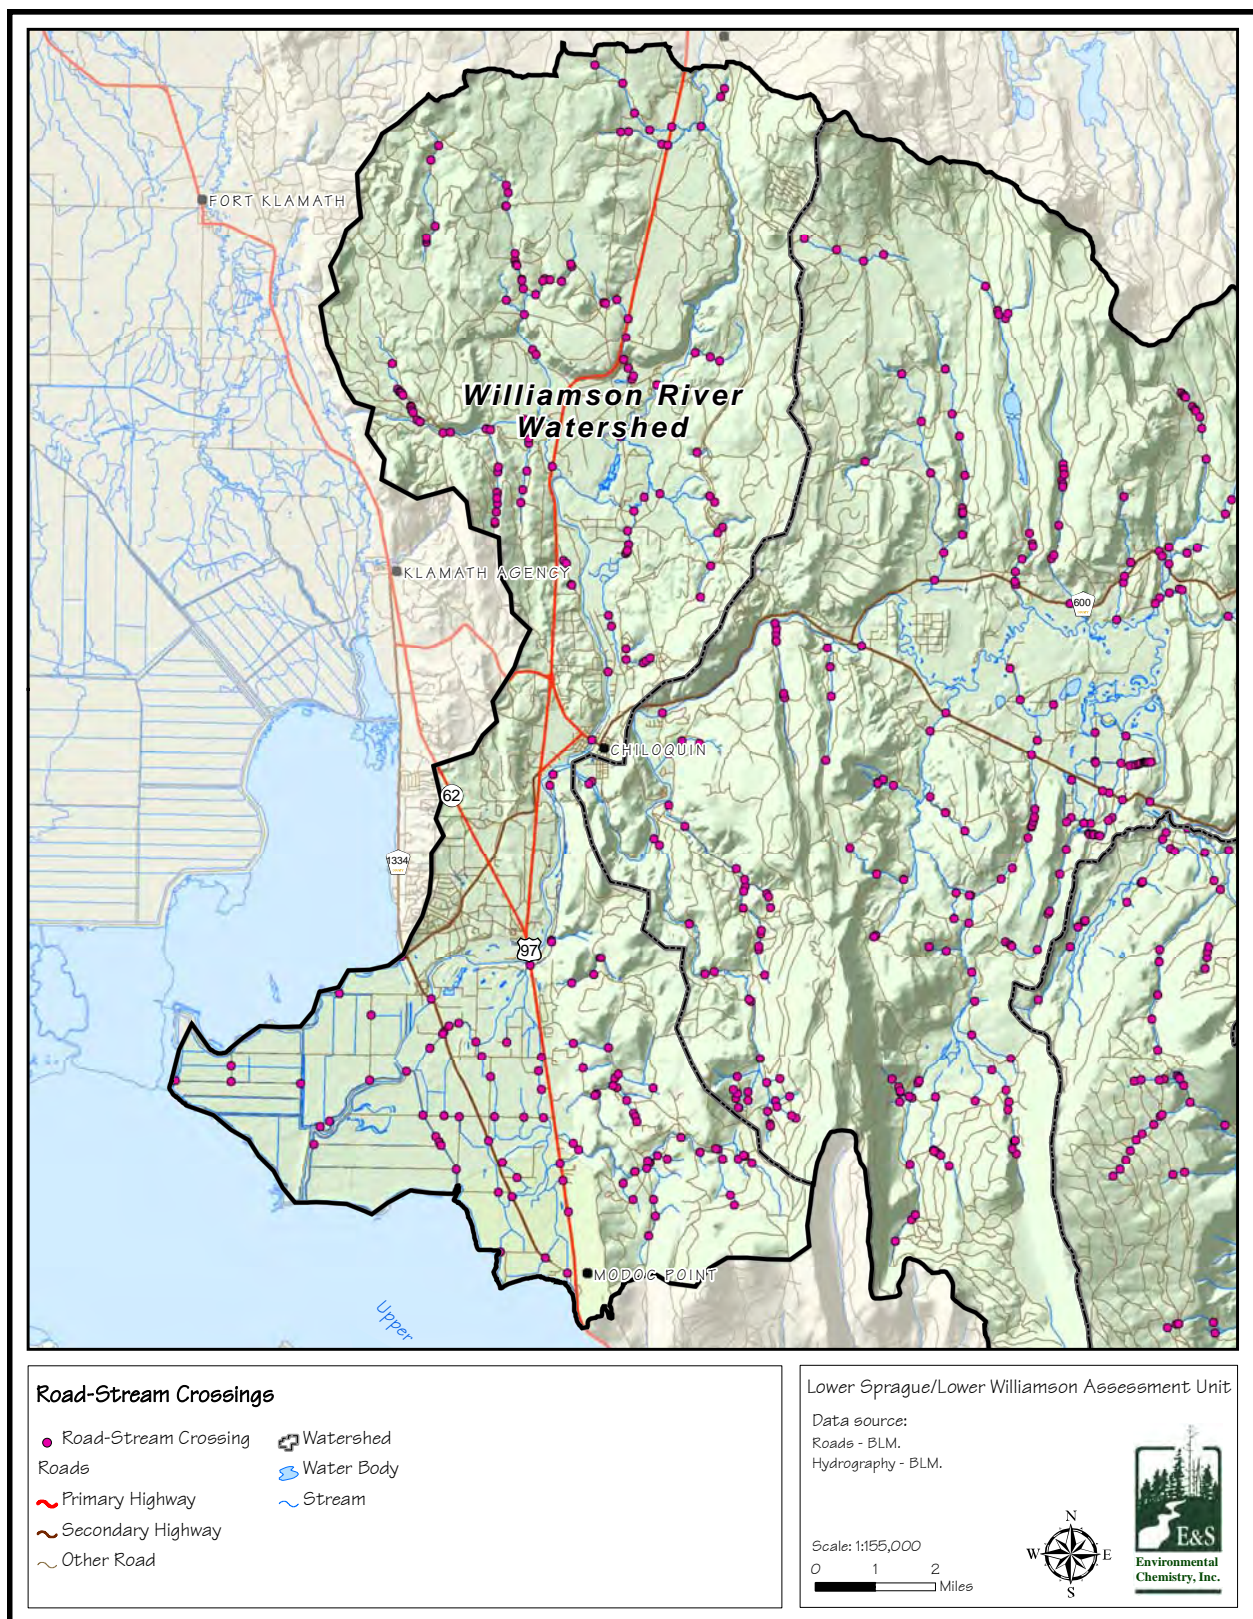 FORT KLAMATH
Williamson River
Watershed
KLAMATH AGENCY
600
CHILOQUIN
62
1334
97
MODOC POINT
Upper
Road-Stream Crossings
Road-Stream Crossing
Roads
Primary Highway
Secondary Highway
Other Road
Watershed
Water Body
Stream
Lower Sprague/Lower Williamson Assessment Unit
Data source:
Roads - BLM.
Hydrography - BLM.
Scale: 1:155,000
0 1 2
Miles
N
W E
S
E&S
Environmental
Chemistry, Inc.